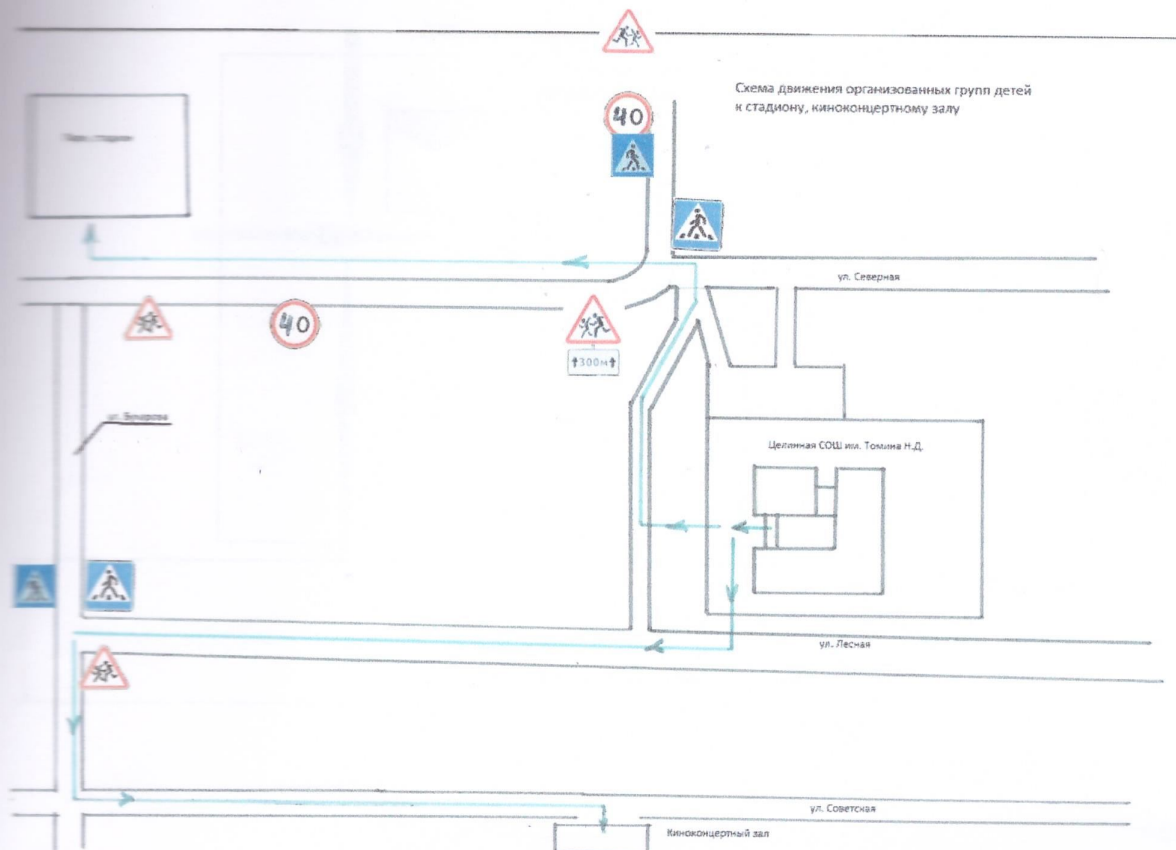 Схема движения организованных групп детей
к стадиону, киноконцертному залу
40
ул. Северная
40
↑300м↑
Целинная СОШ им. Томина Н.Д.
ул. Лесная
ул. Советская
Киноконцертный зал